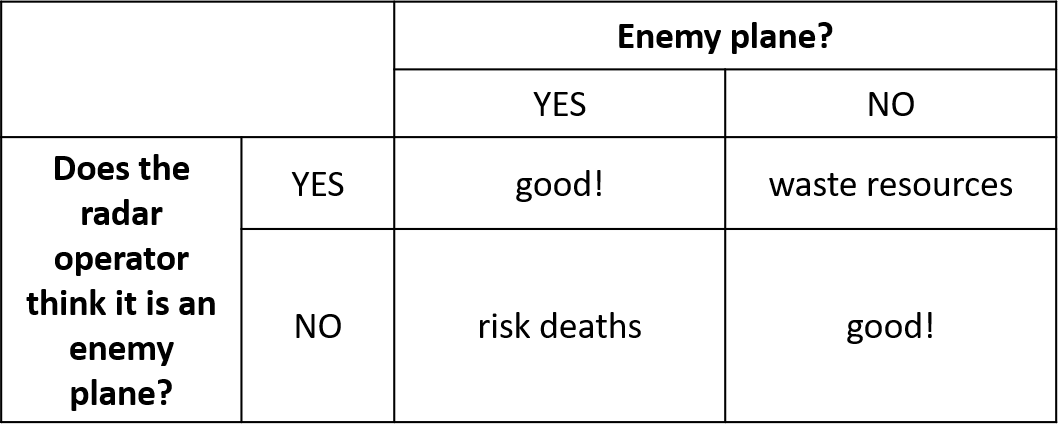 Enemy plane?
YES
NO
Does the
radar
operator
think it is an
enemy
plane?
YES
good!
waste resources
NO
risk deaths
good!